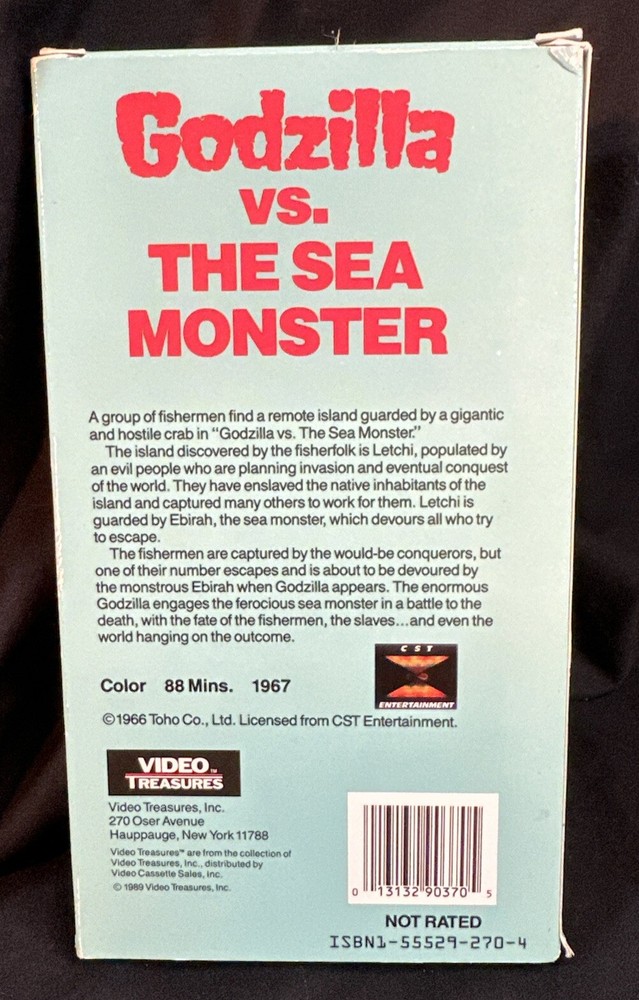 Godzilla
VS.
THE SEA
MONSTER
A group of fishermen find a remote island guarded by a gigantic
and hostile crab in “Godzilla vs. The Sea Monster.”
The island discovered by the fisherfolk is Letchi, populated by
an evil people who are planning invasion and eventual conquest
of the world. They have enslaved the native inhabitants of the
island and captured many others to work for them. Letchi is
guarded by Ebirah, the sea monster, which devours all who try
to escape.
The fishermen are captured by the would-be conquerors, but
one of their number escapes and is about to be devoured by
the monstrous Ebirah when Godzilla appears. The enormous
Godzilla engages the ferocious sea monster in a battle to the
death, with the fate of the fishermen, the slaves...and even the
world hanging on the outcome.
CST
ENTERTAINMENT
Color 88 Mins. 1967
©1966 Toho Co., Ltd. Licensed from CST Entertainment.
VIDEO™
TREASURES
Video Treasures, Inc.
270 Oser Avenue
Hauppauge, New York 11788
Video Treasures™ are from the collection of
Video Treasures, Inc., distributed by
Video Cassette Sales, Inc.
© 1989 Video Treasures, Inc.
0 13132 90370 5
NOT RATED
ISBN1-55529-270-4